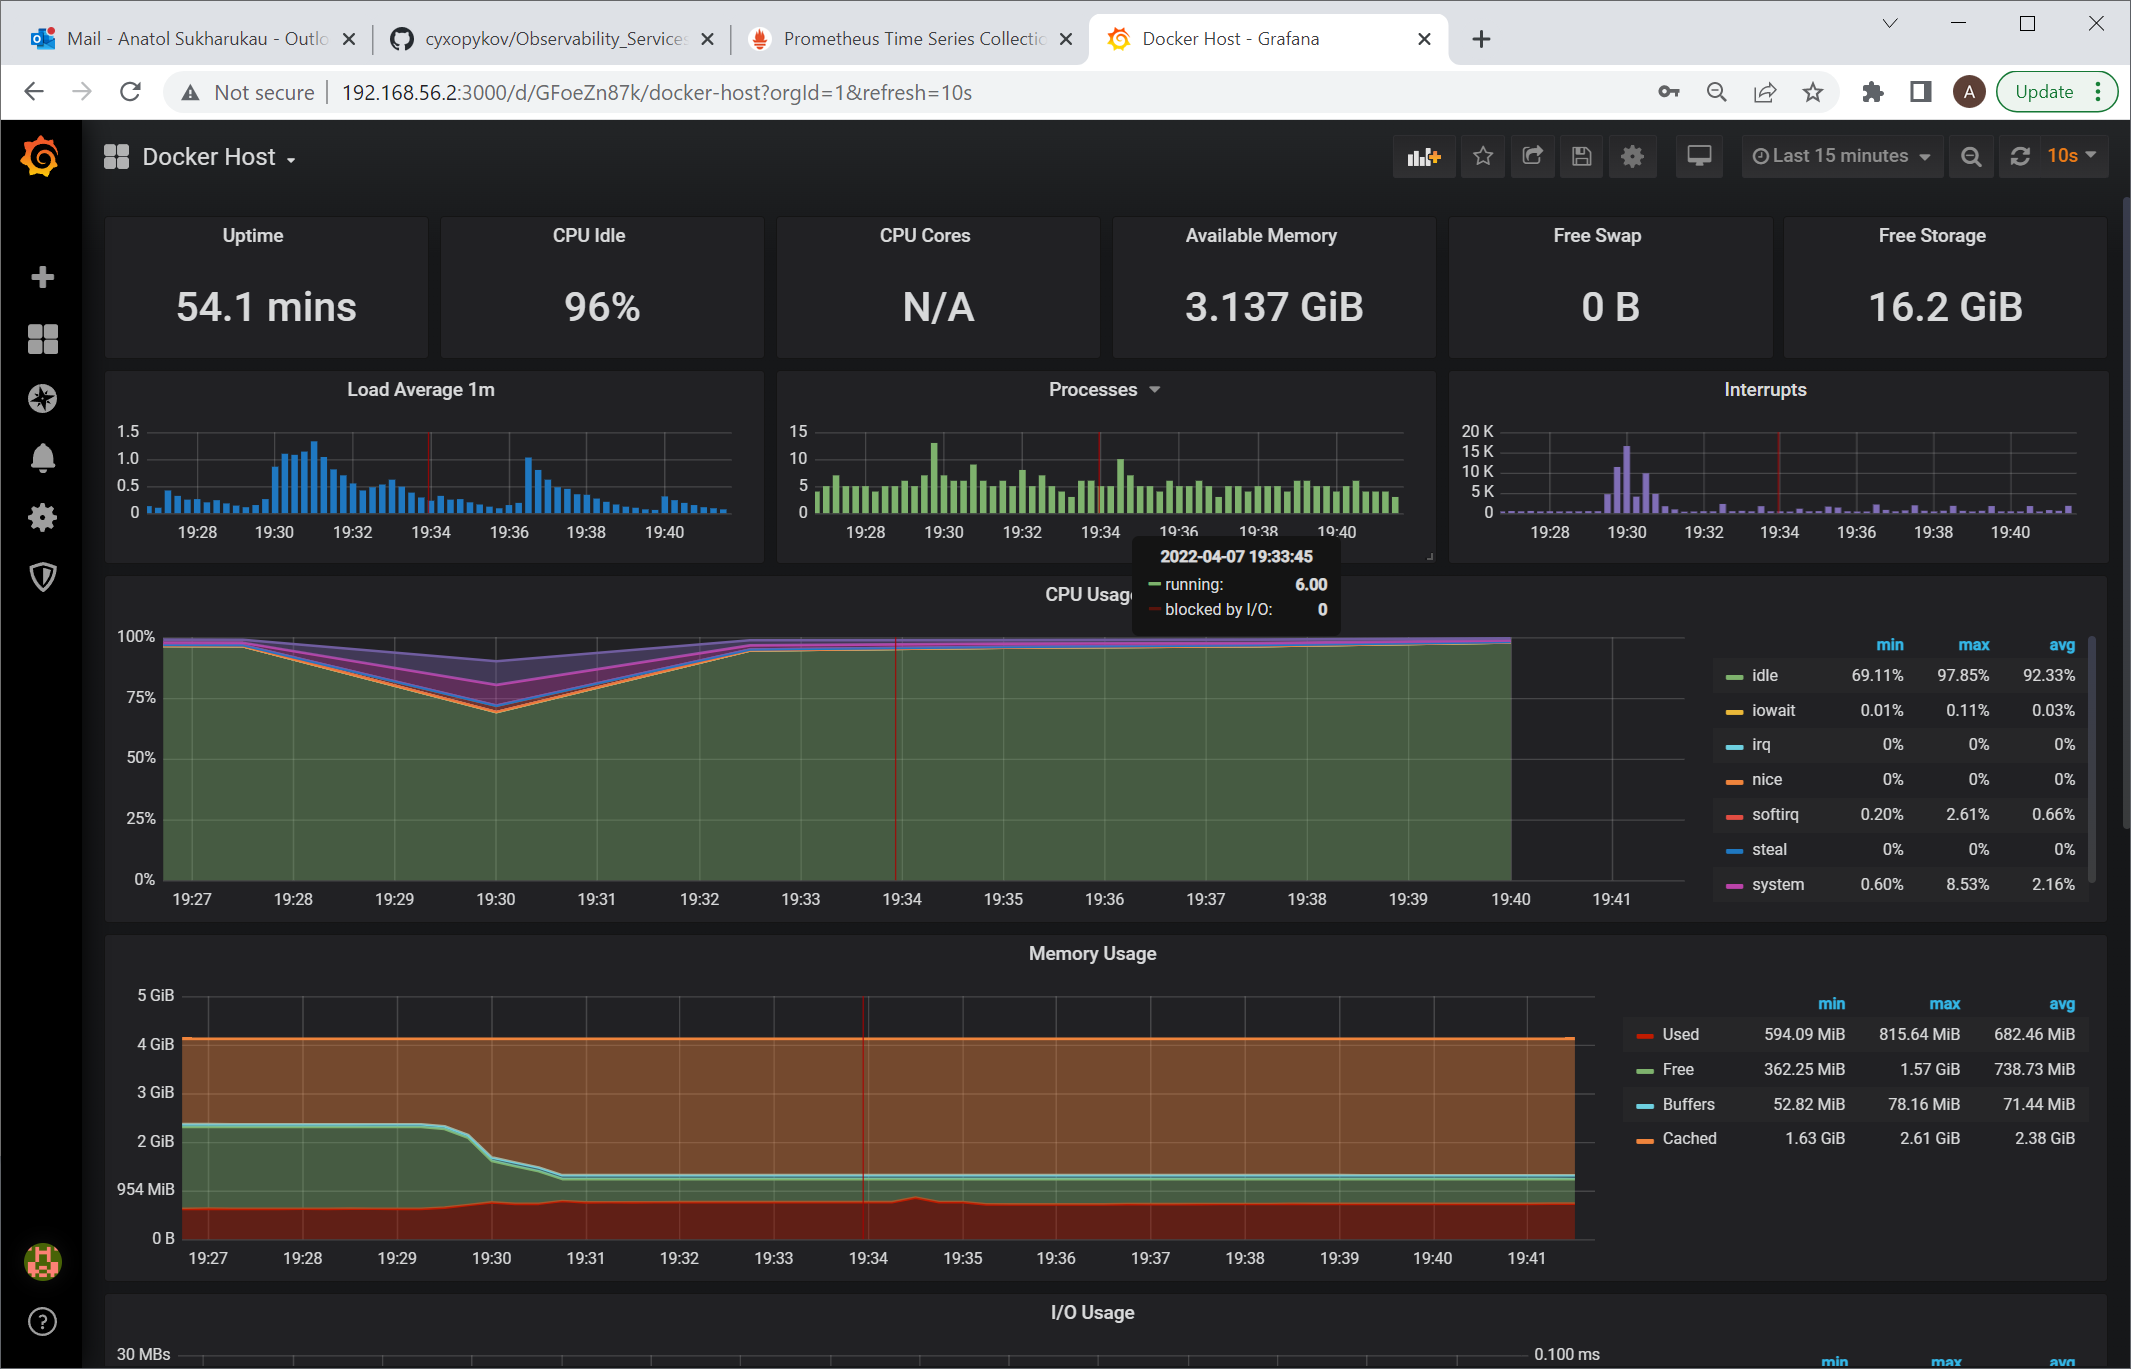 Mail - Anatol Sukharukau - Outlo
cyxopykov/Observability_Services
Prometheus Time Series Collectio
Docker Host - Grafana
Not secure
192.168.56.2:3000/d/GFoeZn87k/docker-host?orgId=1&refresh=10s
A
Update
Docker Host
Last 15 minutes
10s
Uptime
54.1 mins
CPU Idle
96%
CPU Cores
N/A
Available Memory
3.137 GiB
Free Swap
0 B
Free Storage
16.2 GiB
Load Average 1m
1.5
1.0
0.5
0
19:28 19:30 19:32 19:34 19:36 19:38 19:40
Processes
15
10
5
0
19:28 19:30 19:32 19:34 19:36 19:38 19:40
Interrupts
20 K
15 K
10 K
5 K
0
19:28 19:30 19:32 19:34 19:36 19:38 19:40
2022-04-07 19:33:45
running: 6.00
blocked by I/O: 0
CPU Usag
100%
75%
50%
25%
0%
19:27 19:28 19:29 19:30 19:31 19:32 19:33 19:34 19:35 19:36 19:37 19:38 19:39 19:40 19:41
min max avg
idle 69.11% 97.85% 92.33%
iowait 0.01% 0.11% 0.03%
irq 0% 0% 0%
nice 0% 0% 0%
softirq 0.20% 2.61% 0.66%
steal 0% 0% 0%
system 0.60% 8.53% 2.16%
Memory Usage
5 GiB
4 GiB
3 GiB
2 GiB
954 MiB
0 B
19:27 19:28 19:29 19:30 19:31 19:32 19:33 19:34 19:35 19:36 19:37 19:38 19:39 19:40 19:41
min max avg
Used 594.09 MiB 815.64 MiB 682.46 MiB
Free 362.25 MiB 1.57 GiB 738.73 MiB
Buffers 52.82 MiB 78.16 MiB 71.44 MiB
Cached 1.63 GiB 2.61 GiB 2.38 GiB
I/O Usage
30 MBs
0.100 ms
min max avg